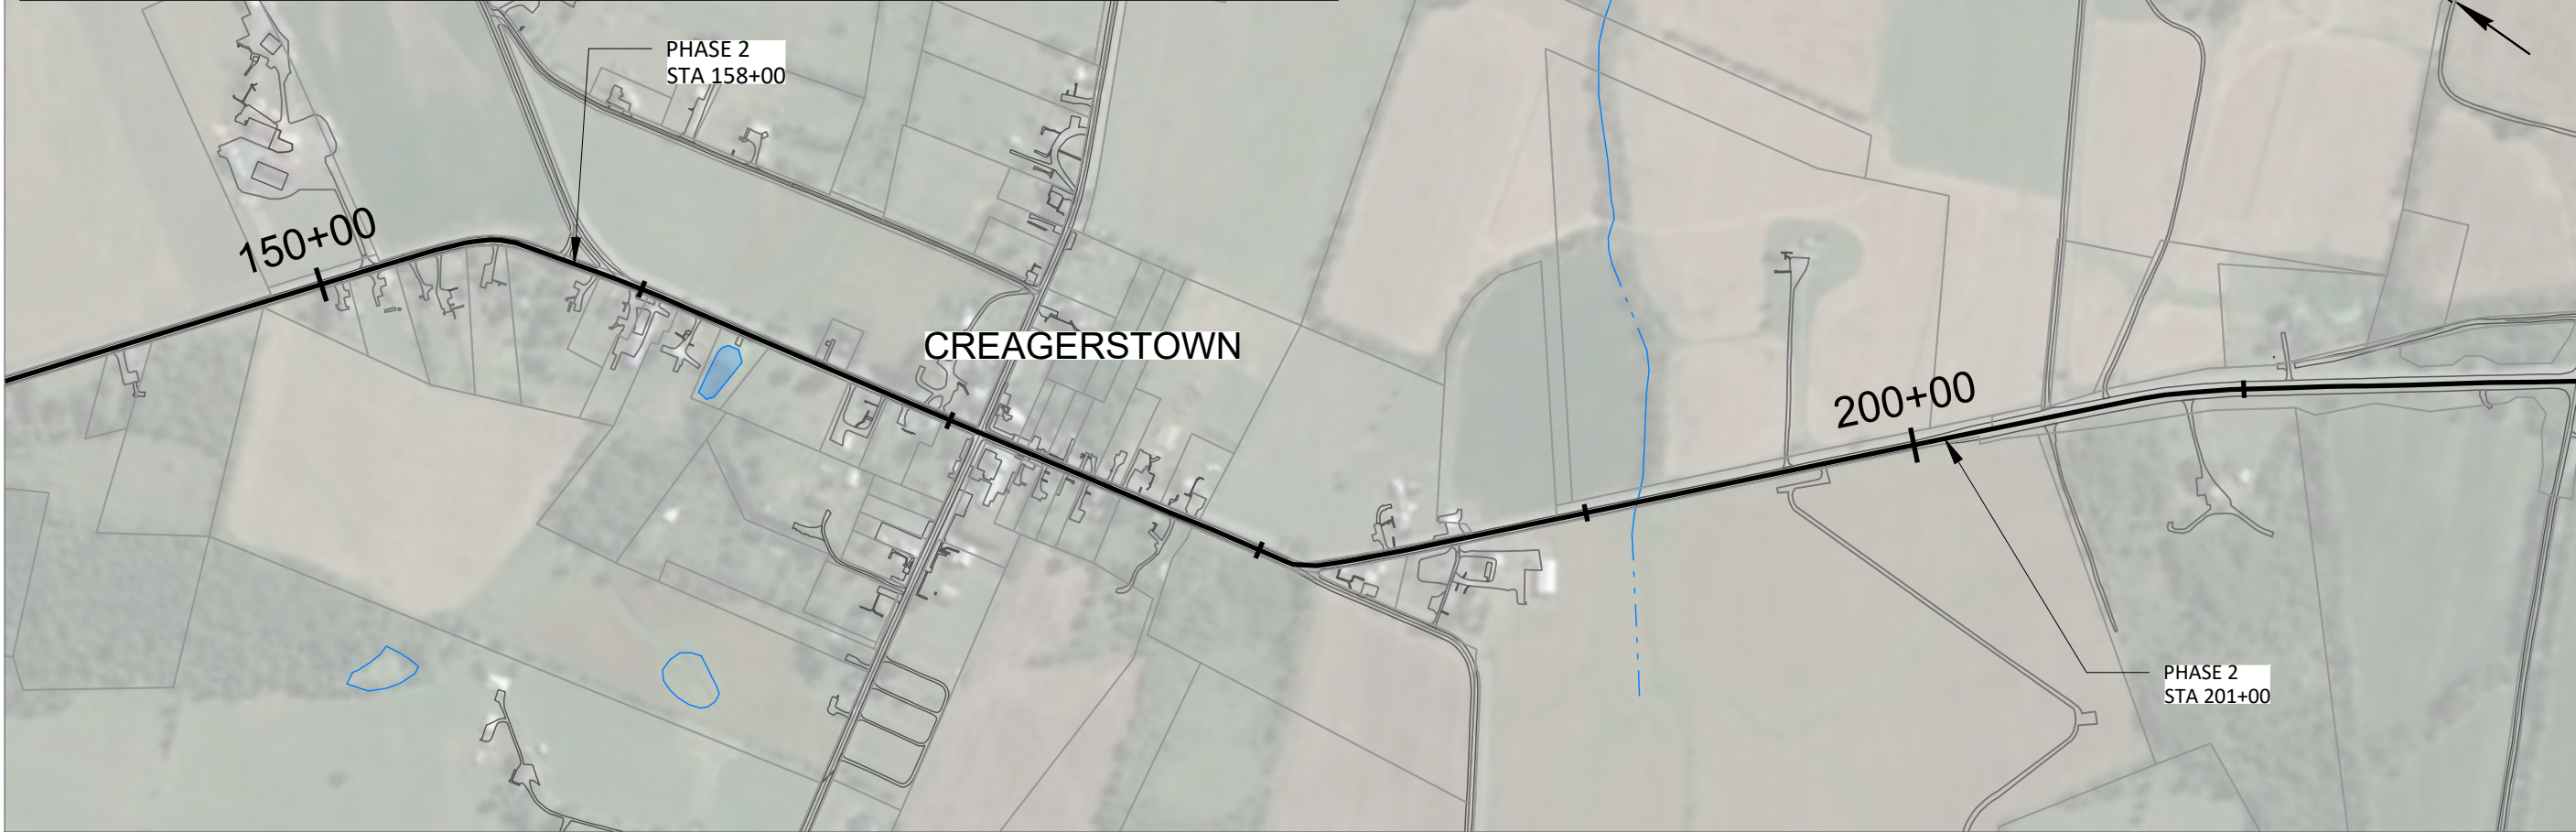 PHASE 2
STA 158+00
150+00
CREAGERSTOWN
200+00
PHASE 2
STA 201+00